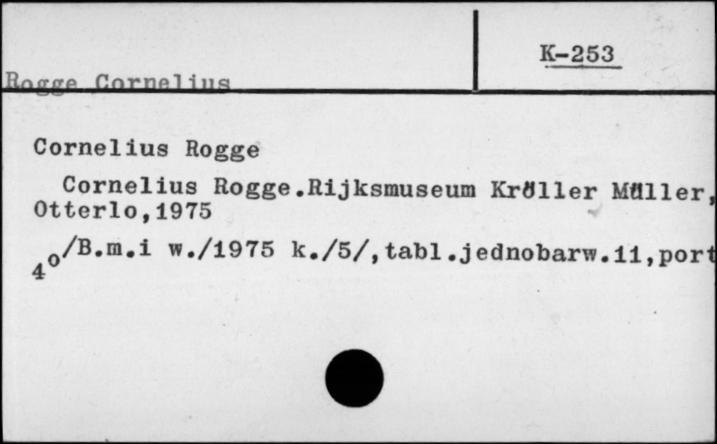 K-253
Rogge Cornelius
Cornelius Rogge
Cornelius Rogge.Rijksmuseum Kröller Müller,
Otterlo,1975
4o/B.m.i w./1975 k./5/,tabl.jednobarw.11,port